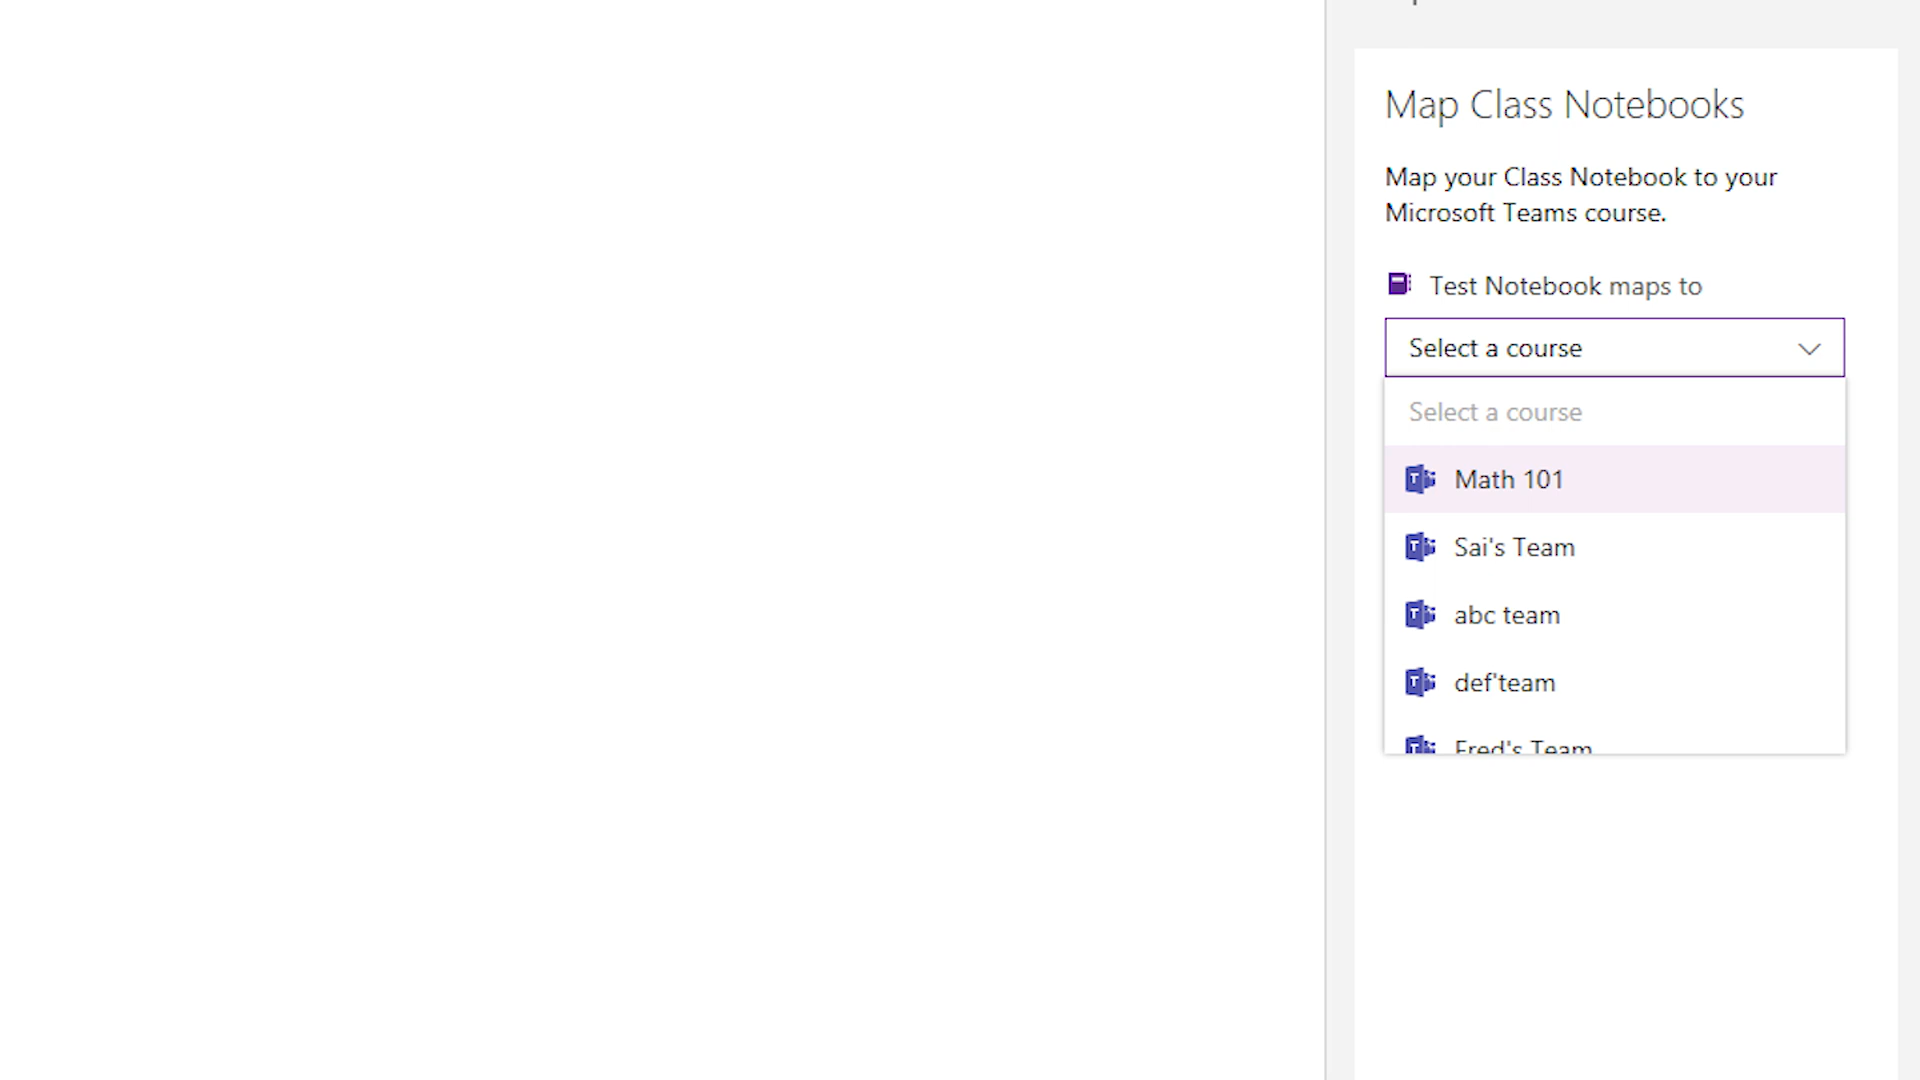 Map Class Notebooks
Map your Class Notebook to your
Microsoft Teams course.
Test Notebook maps to
Select a course
Select a course
Math 101
Sai's Team
abc team
def'team
Fred's Team